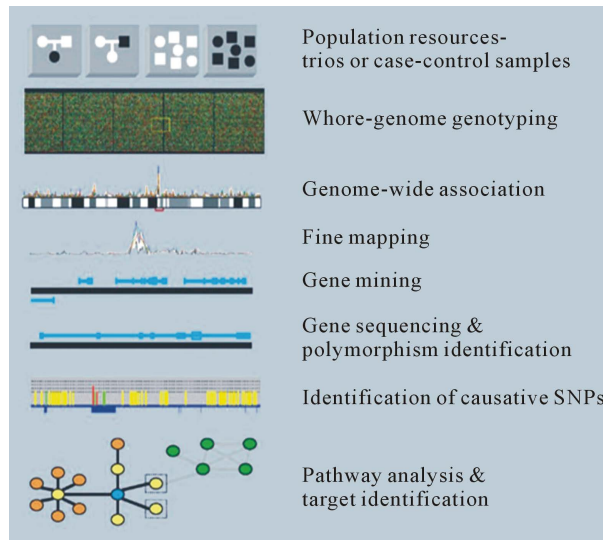 Population resources-
trios or case-control samples
Whore-genome genotyping
Genome-wide association
Fine mapping
Gene mining
Gene sequencing &
polymorphism identification
Identification of causative SNPs
Pathway analysis &
target identification